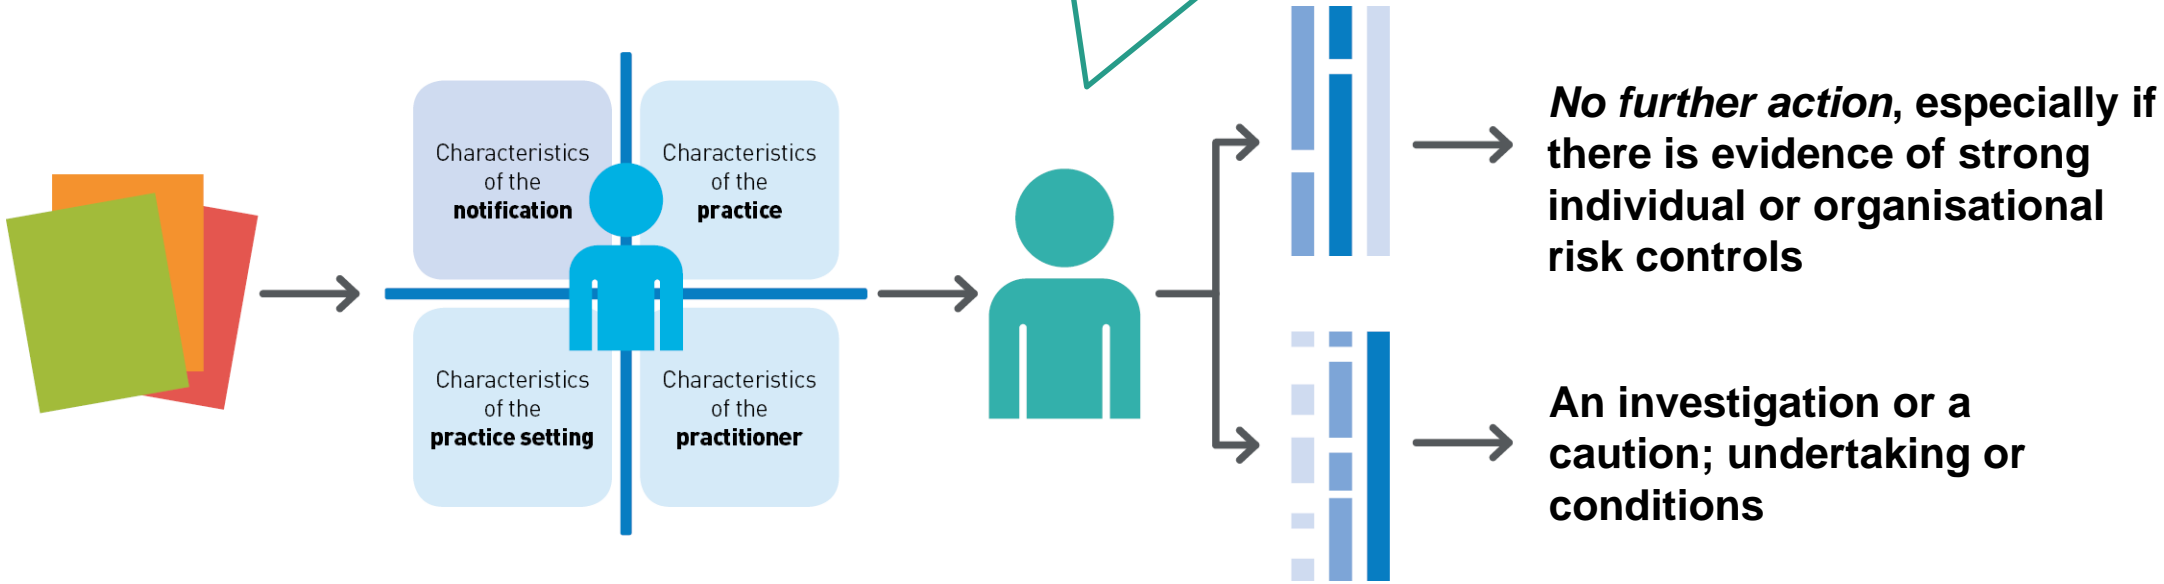 Characteristics
of the
notification
Characteristics
of the
practice
Characteristics
of the
practice setting
Characteristics
of the
practitioner
No further action, especially if
there is evidence of strong
individual or organisational
risk controls
An investigation or a
caution; undertaking or
conditions